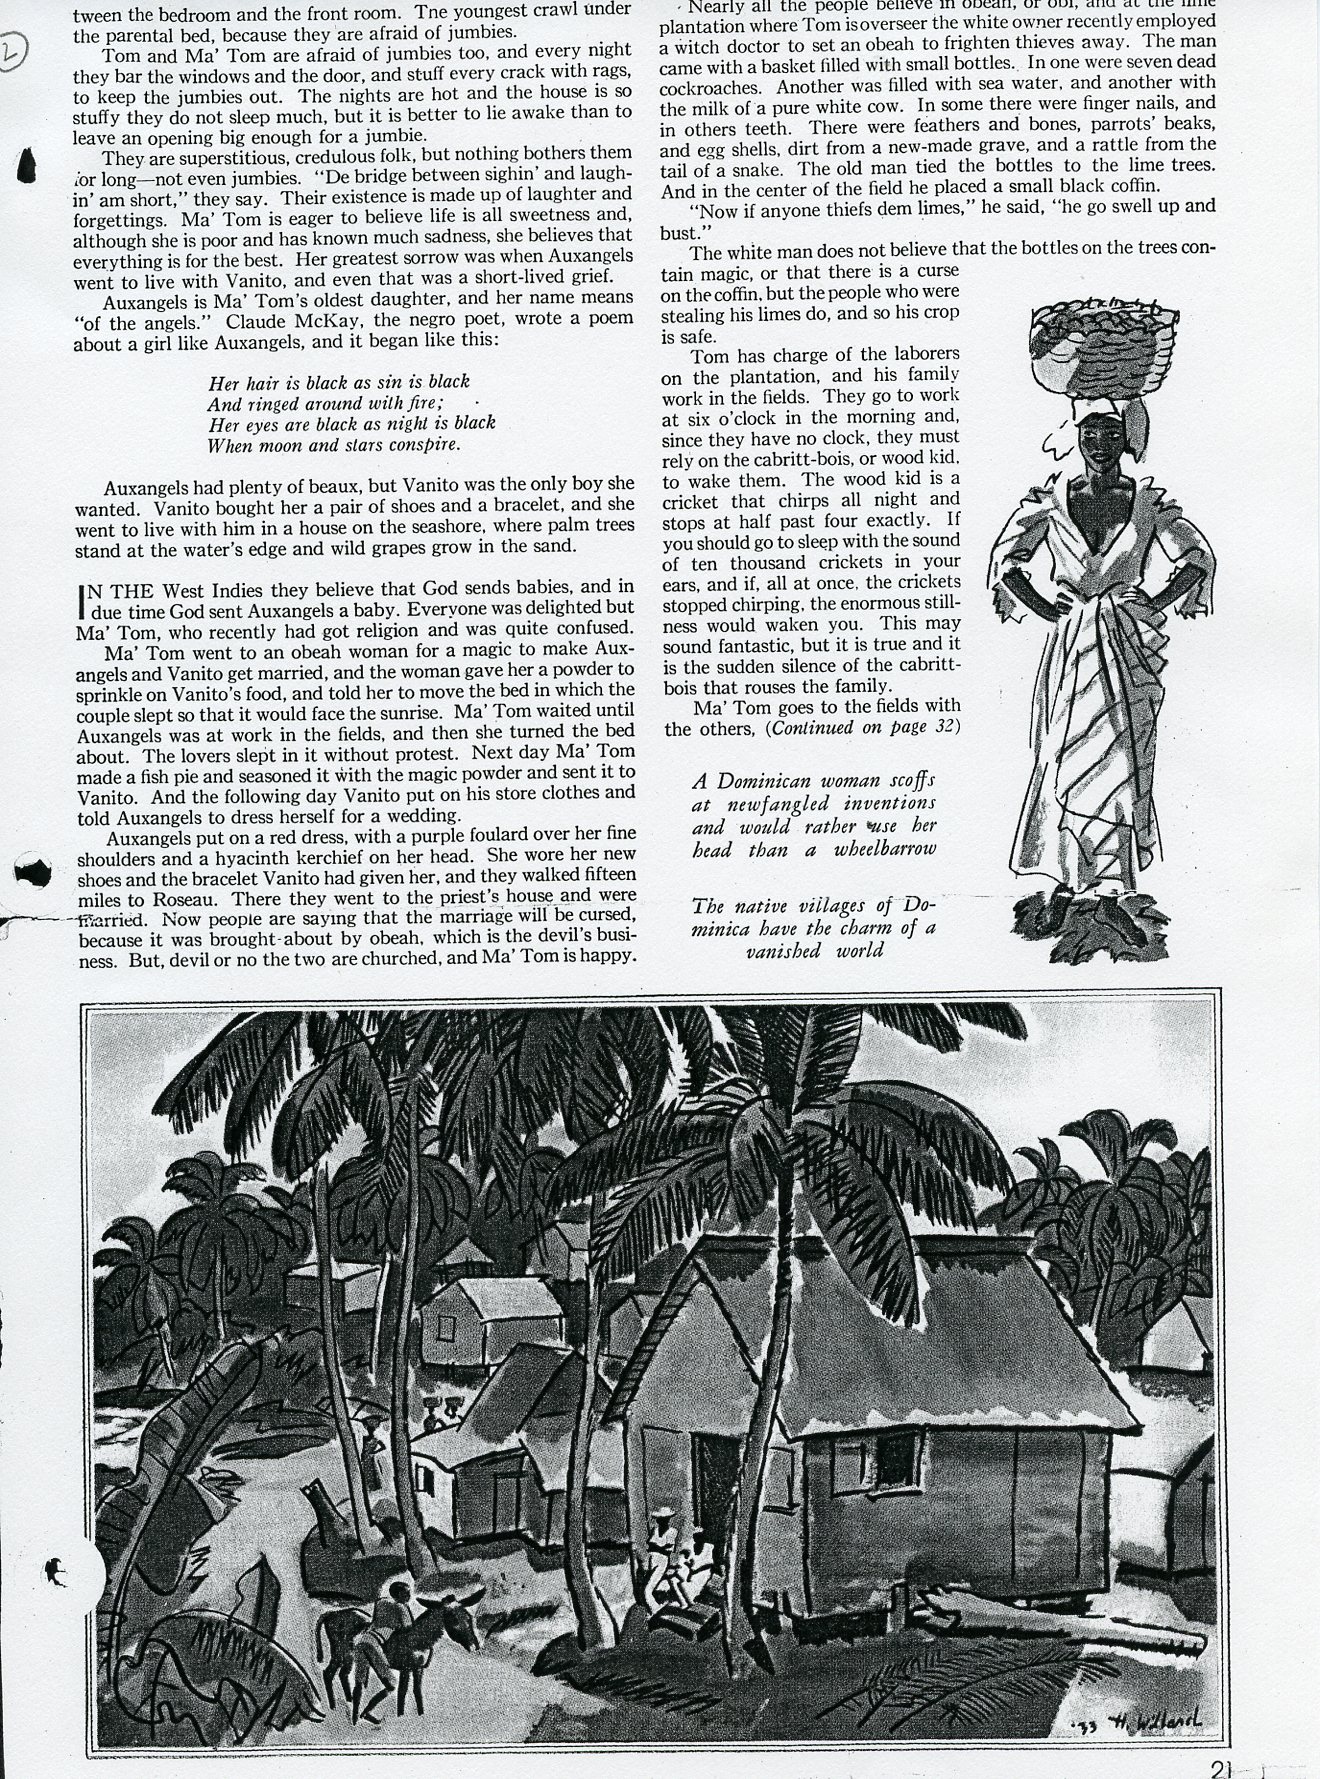 2
tween the bedroom and the front room. The youngest crawl under
the parental bed, because they are afraid of jumbies.
Tom and Ma' Tom are afraid of jumbies too, and every night
they bar the windows and the door, and stuff every crack with rags,
to keep the jumbies out. The nights are hot and the house is so
stuffy they do not sleep much, but it is better to lie awake than to
leave an opening big enough for a jumbie.
They are superstitious, credulous folk, but nothing bothers them
for long—not even jumbies. "De bridge between sighin' and laugh-
in' am short," they say. Their existence is made up of laughter and
forgettings. Ma' Tom is eager to believe life is all sweetness and,
although she is poor and has known much sadness, she believes that
everything is for the best. Her greatest sorrow was when Auxangels
went to live with Vanito, and even that was a short-lived grief.
Auxangels is Ma' Tom's oldest daughter, and her name means
"of the angels." Claude McKay, the negro poet, wrote a poem
about a girl like Auxangels, and it began like this:
Her hair is black as sin is black
And ringed around with fire;
Her eyes are black as night is black
When moon and stars conspire.
Auxangels had plenty of beaux, but Vanito was the only boy she
wanted. Vanito bought her a pair of shoes and a bracelet, and she
went to live with him in a house on the seashore, where palm trees
stand at the water's edge and wild grapes grow in the sand.
IN THE West Indies they believe that God sends babies, and in
due time God sent Auxangels a baby. Everyone was delighted but
Ma' Tom, who recently had got religion and was quite confused.
Ma' Tom went to an obeah woman for a magic to make Aux-
angels and Vanito get married, and the woman gave her a powder to
sprinkle on Vanito's food, and told her to move the bed in which the
couple slept so that it would face the sunrise. Ma' Tom waited until
Auxangels was at work in the fields, and then she turned the bed
about. The lovers slept in it without protest. Next day Ma' Tom
made a fish pie and seasoned it with the magic powder and sent it to
Vanito. And the following day Vanito put on his store clothes and
told Auxangels to dress herself for a wedding.
Auxangels put on a red dress, with a purple foulard over her fine
shoulders and a hyacinth kerchief on her head. She wore her new
shoes and the bracelet Vanito had given her, and they walked fifteen
miles to Roseau. There they went to the priest's house and were
married. Now people are saying that the marriage will be cursed,
because it was brought about by obeah, which is the devil's busi-
ness. But, devil or no the two are churched, and Ma' Tom is happy.
Nearly all the people believe in obeah, or obi, and at the lime
plantation where Tom is overseer the white owner recently employed
a witch doctor to set an obeah to frighten thieves away. The man
came with a basket filled with small bottles. In one were seven dead
cockroaches. Another was filled with sea water, and another with
the milk of a pure white cow. In some there were finger nails, and
in others teeth. There were feathers and bones, parrots' beaks,
and egg shells, dirt from a new-made grave, and a rattle from the
tail of a snake. The old man tied the bottles to the lime trees.
And in the center of the field he placed a small black coffin.
"Now if anyone thiefs dem limes," he said, "he go swell up and
bust."
The white man does not believe that the bottles on the trees con-
tain magic, or that there is a curse
on the coffin, but the people who were
stealing his limes do, and so his crop
is safe.
Tom has charge of the laborers
on the plantation, and his family
work in the fields. They go to work
at six o'clock in the morning and,
since they have no clock, they must
rely on the cabritt-bois, or wood kid,
to wake them. The wood kid is a
cricket that chirps all night and
stops at half past four exactly. If
you should go to sleep with the sound
of ten thousand crickets in your
ears, and if, all at once, the crickets
stopped chirping, the enormous still-
ness would waken you. This may
sound fantastic, but it is true and it
is the sudden silence of the cabritt-
bois that rouses the family.
Ma' Tom goes to the fields with
the others, (Continued on page 32)
A Dominican woman scoffs
at newfangled inventions
and would rather use her
head than a wheelbarrow
The native villages of Do-
minica have the charm of a
vanished world
'33 H. Willard
21